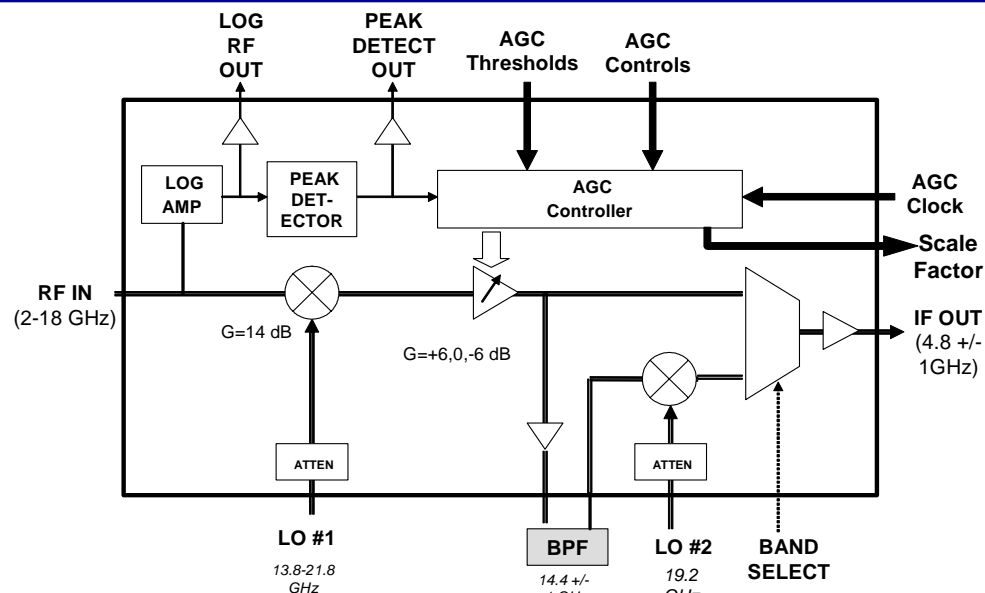 LOG
RF
OUT
PEAK
DETECT
OUT
AGC
Thresholds
AGC
Controls
LOG
AMP
PEAK
DET-
ECTOR
AGC
Controller
AGC
Clock
Scale
Factor
RF IN
(2-18 GHz)
G=14 dB
G=+6,0,-6 dB
IF OUT
(4.8 +/-
1GHz)
ATTEN
ATTEN
LO #1
13.8-21.8
GHz
BPF
14.4 +/-
LO #2
19.2
GHz
BAND
SELECT